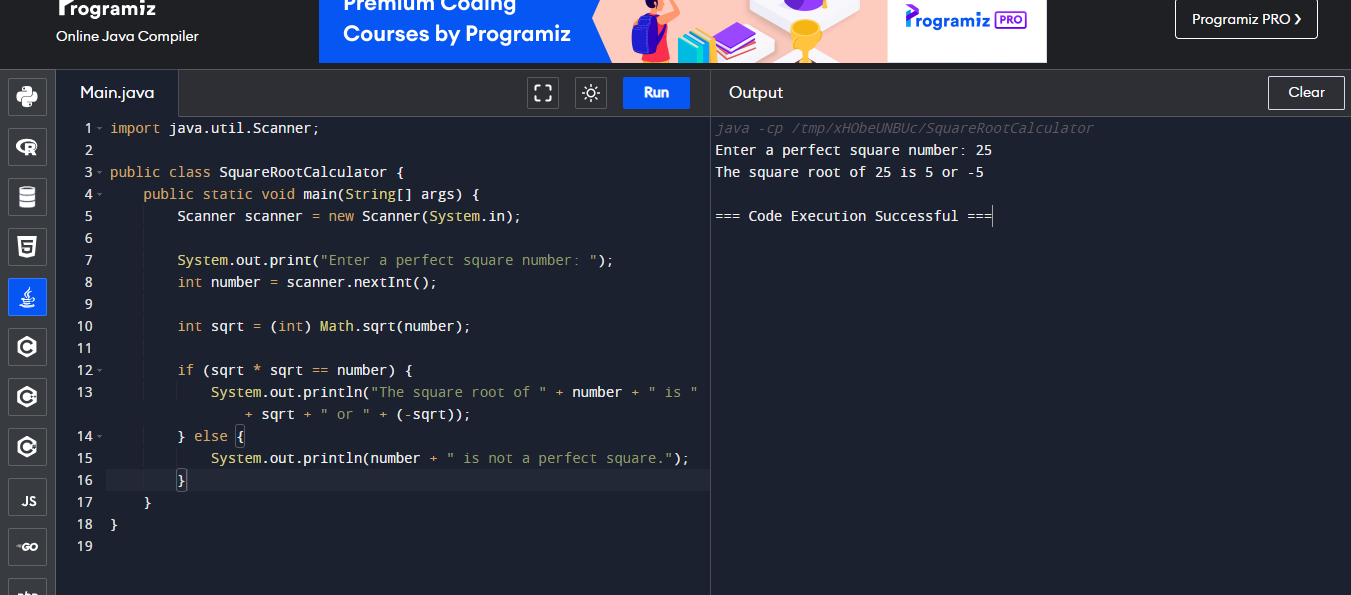 Programiz
Online Java Compiler
Premium Coding
Courses by Programiz
Programiz PRO
Programiz PRO ❯
Main.java
Run
Output
Clear
1 import java.util.Scanner;
2
3 public class SquareRootCalculator {
4 public static void main(String[] args) {
5 Scanner scanner = new Scanner(System.in);
6
7 System.out.print("Enter a perfect square number: ");
8 int number = scanner.nextInt();
9
10 int sqrt = (int) Math.sqrt(number);
11
12 if (sqrt * sqrt == number) {
13 System.out.println("The square root of " + number + " is "
+ sqrt + " or " + (-sqrt));
14 } else {
15 System.out.println(number + " is not a perfect square.");
16 }
17 }
18 }
19
java -cp /tmp/xHObeUNBUc/SquareRootCalculator
Enter a perfect square number: 25
The square root of 25 is 5 or -5
=== Code Execution Successful ===
JS
GO
php